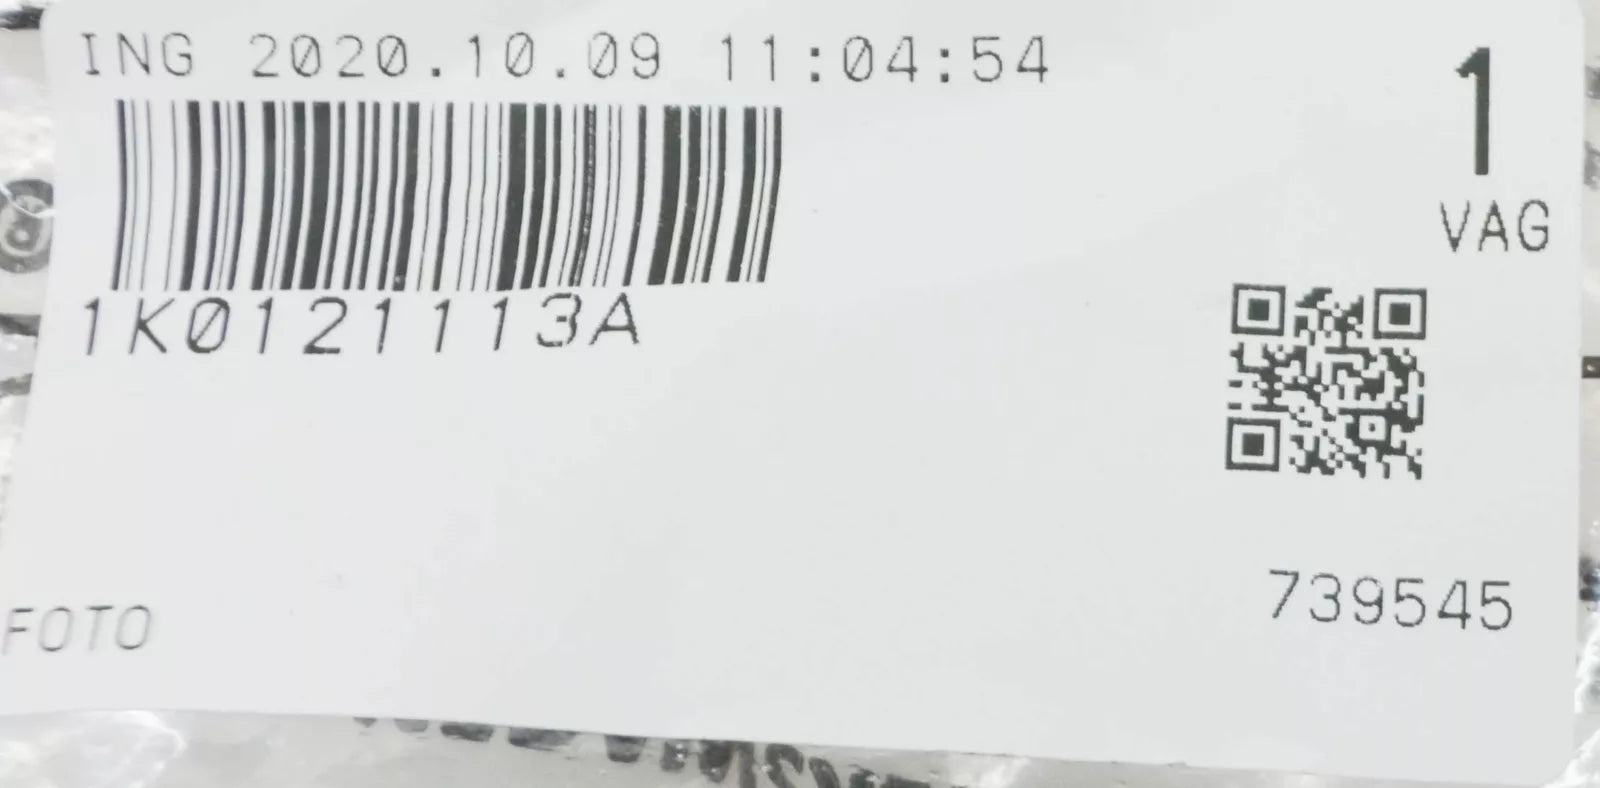 ING 2020.10.09 11:04:54
1
VAG
1K0121113A
739545
FOTO